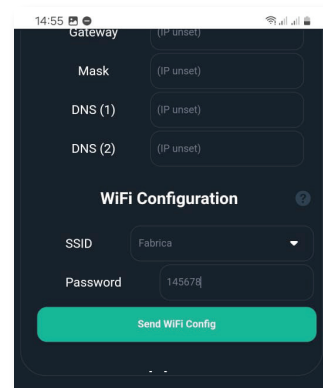 14:55
Gateway (IP unset)
Mask (IP unset)
DNS (1) (IP unset)
DNS (2) (IP unset)
WiFi Configuration ?
SSID Fabrica
Password 145678
Send WiFi Config